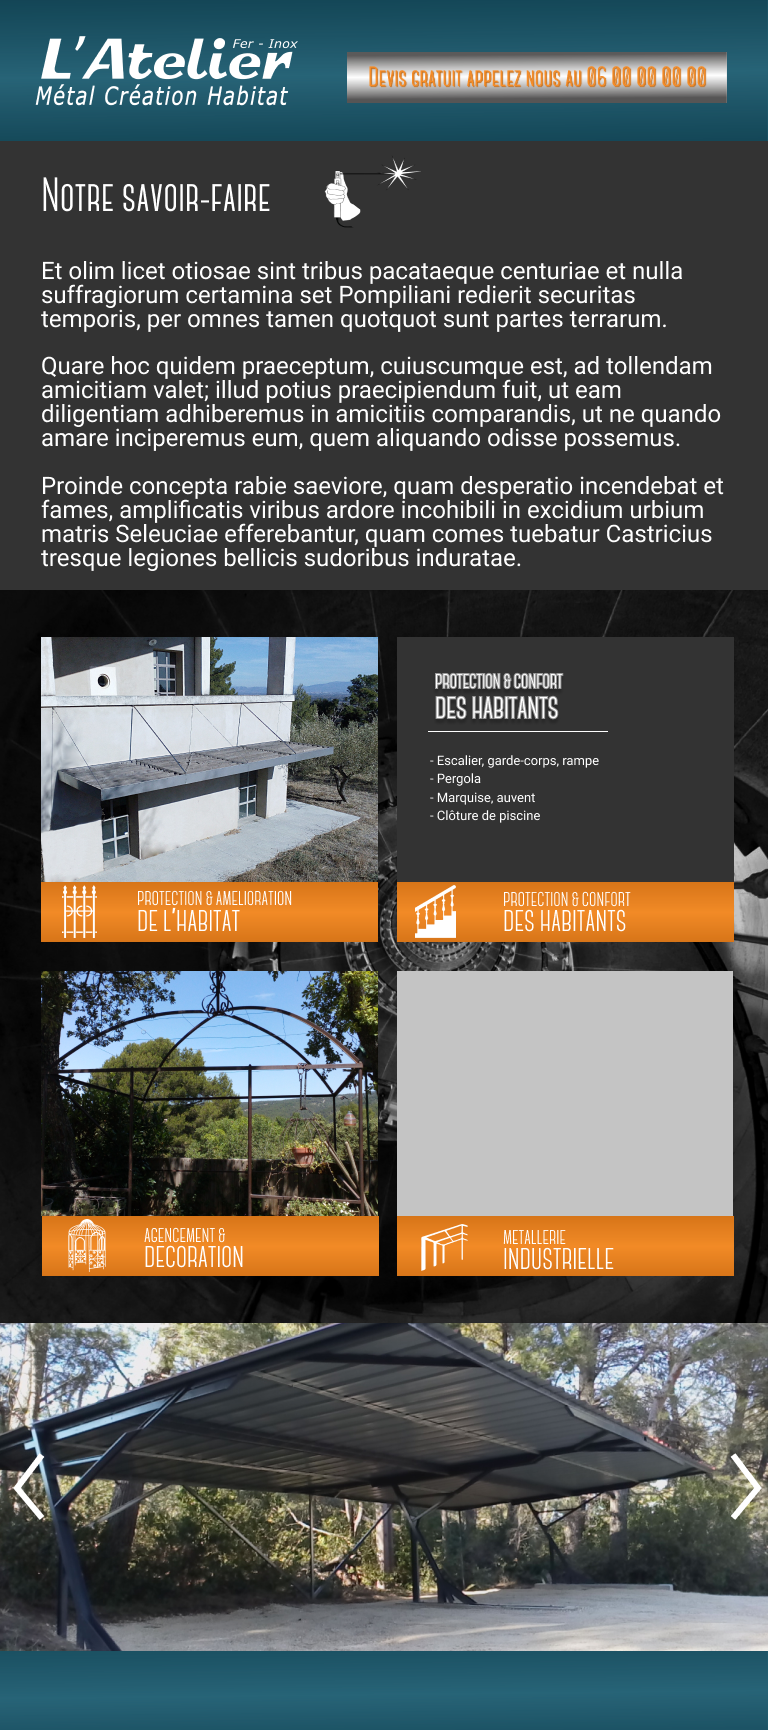 Fer - Inox
L'Atelier
Métal Création Habitat
Devis gratuit appelez nous au 06 00 00 00 00
Notre savoir-faire
Et olim licet otiosae sint tribus pacataeque centuriae et nulla
suffragiorum certamina set Pompiliani redierit securitas
temporis, per omnes tamen quotquot sunt partes terrarum.
Quare hoc quidem praeceptum, cuiuscumque est, ad tollendam
amicitiam valet; illud potius praecipiendum fuit, ut eam
diligentiam adhiberemus in amicitiis comparandis, ut ne quando
amare inciperemus eum, quem aliquando odisse possemus.
Proinde concepta rabie saeviore, quam desperatio incendebat et
fames, amplificatis viribus ardore incohibili in excidium urbium
matris Seleuciae efferebantur, quam comes tuebatur Castricius
tresque legiones bellicis sudoribus induratae.
PROTECTION & AMELIORATION
DE L'HABITAT
PROTECTION & CONFORT
DES HABITANTS
- Escalier, garde-corps, rampe
- Pergola
- Marquise, auvent
- Clôture de piscine
PROTECTION & CONFORT
DES HABITANTS
AGENCEMENT &
DECORATION
METALLERIE
INDUSTRIELLE